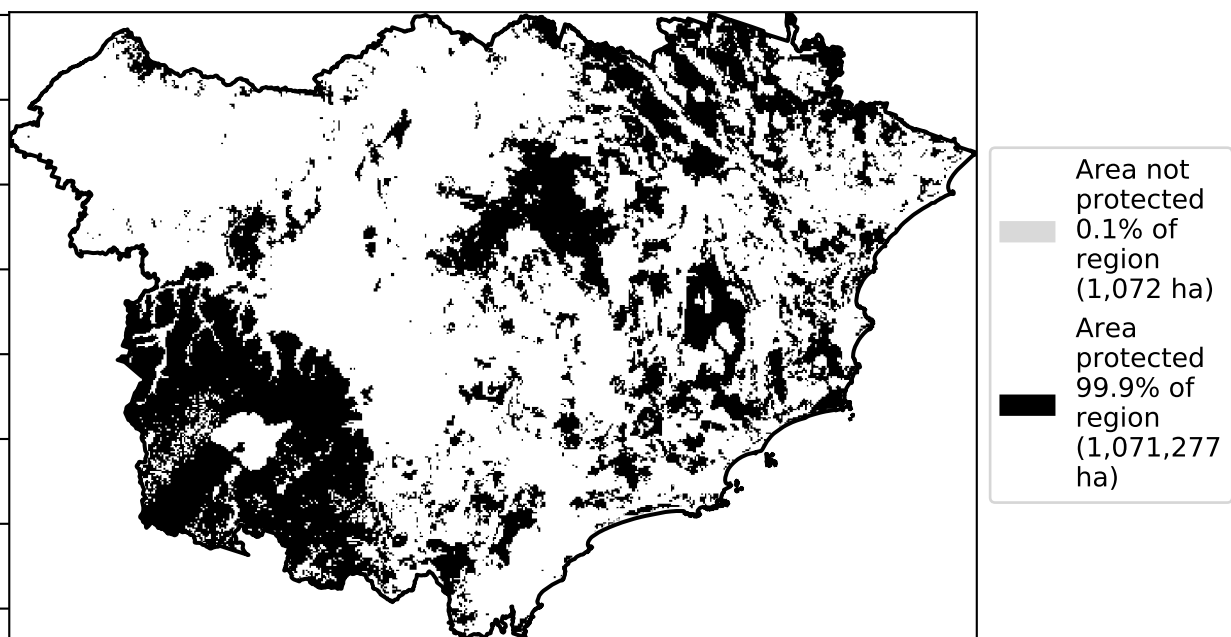 Area not
protected
0.1% of
region
(1,072 ha)
Area
protected
99.9% of
region
(1,071,277
ha)